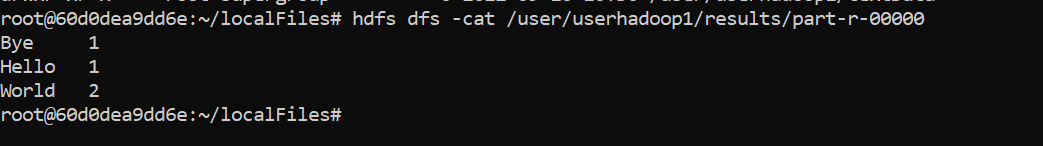 root@60d0dea9dd6e:~/localFiles# hdfs dfs -cat /user/userhadoop1/results/part-r-00000
Bye     1
Hello   1
World   2
root@60d0dea9dd6e:~/localFiles#